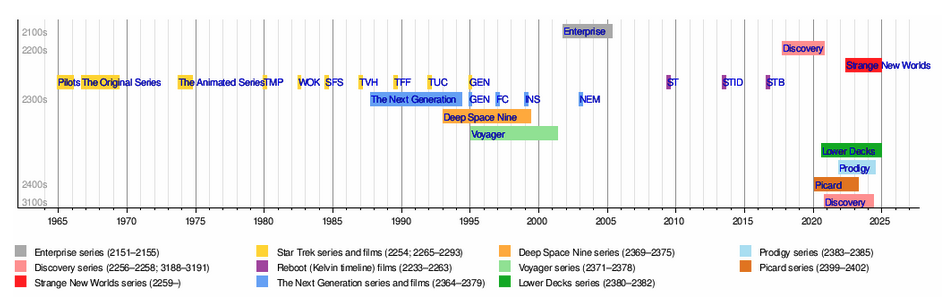 2100s Enterprise
2200s Discovery
Strange New Worlds
Pilots The Original Series The Animated Series TMP WOK SFS TVH TFF TUC GEN ST STID STB
2300s The Next Generation GEN FC INS NEM
Deep Space Nine
Voyager
Lower Decks
Prodigy
2400s Picard
3100s Discovery
1965 1970 1975 1980 1985 1990 1995 2000 2005 2010 2015 2020 2025
Enterprise series (2151–2155) Star Trek series and films (2254; 2265–2293) Deep Space Nine series (2369–2375) Prodigy series (2383–2385)
Discovery series (2256–2258; 3188–3191) Reboot (Kelvin timeline) films (2233–2263) Voyager series (2371–2378) Picard series (2399–2402)
Strange New Worlds series (2259–) The Next Generation series and films (2364–2379) Lower Decks series (2380–2382)